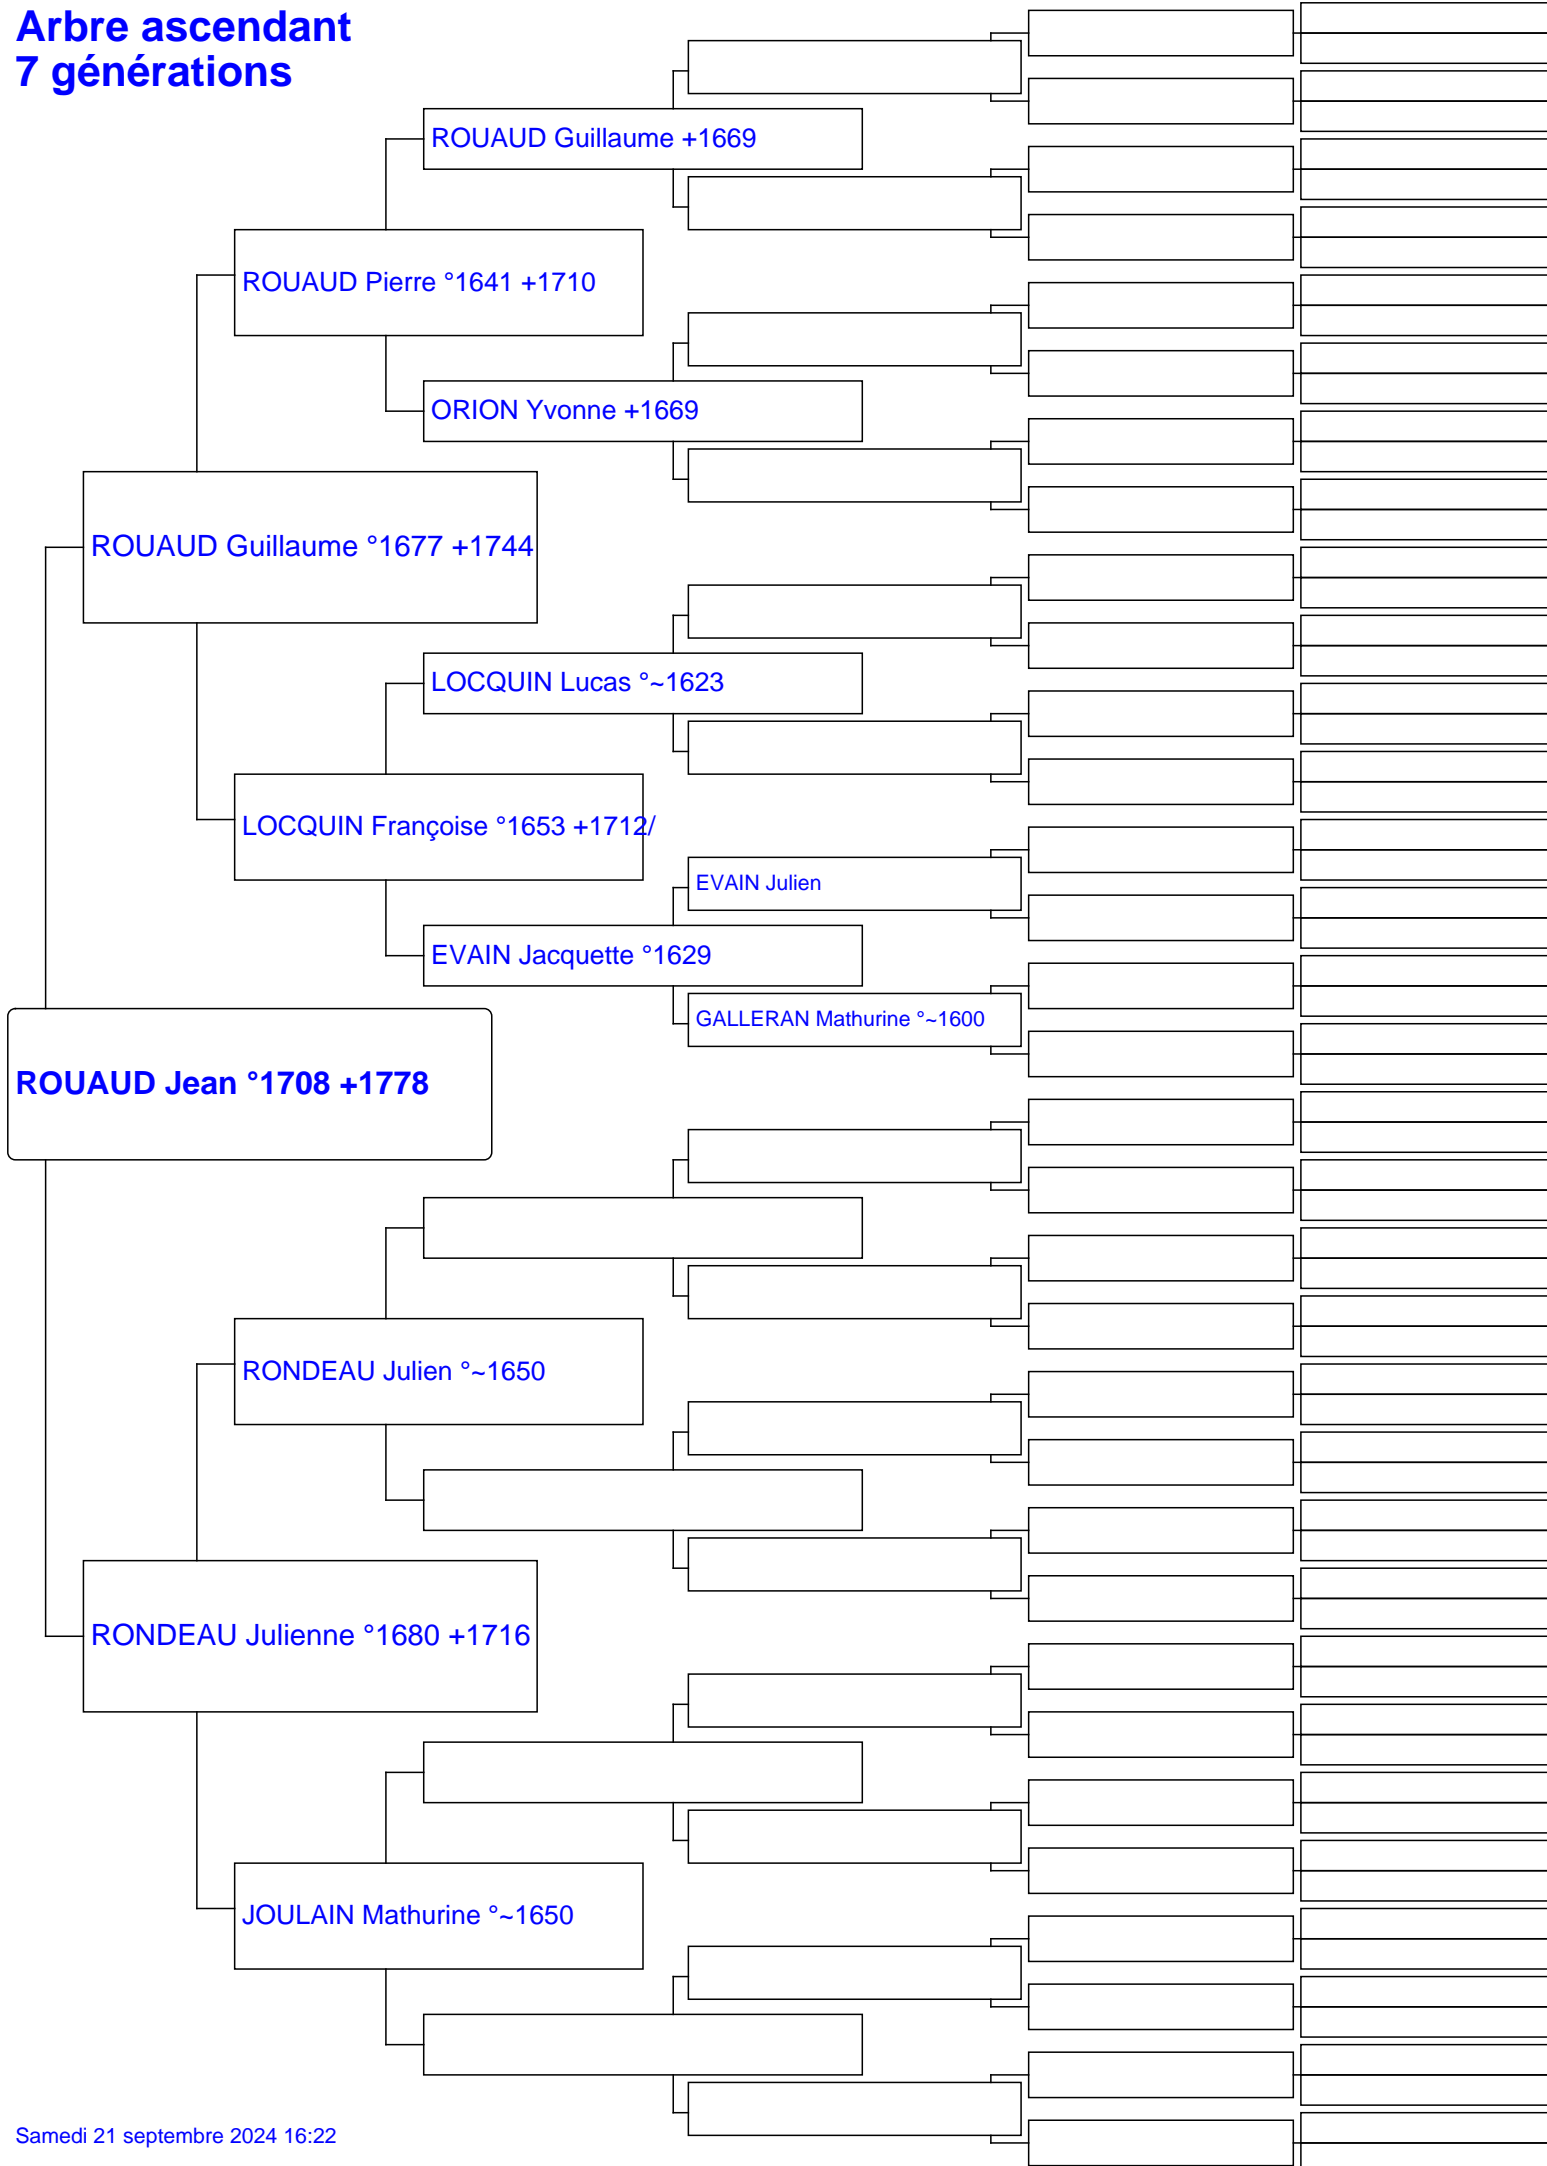 Arbre ascendant
7 générations
ROUAUD Guillaume +1669
ROUAUD Pierre °1641 +1710
ORION Yvonne +1669
ROUAUD Guillaume °1677 +1744
LOCQUIN Lucas °~1623
LOCQUIN Françoise °1653 +1712/
EVAIN Julien
EVAIN Jacquette °1629
GALLERAN Mathurine °~1600
ROUAUD Jean °1708 +1778
RONDEAU Julien °~1650
RONDEAU Julienne °1680 +1716
JOULAIN Mathurine °~1650
Samedi 21 septembre 2024 16:22